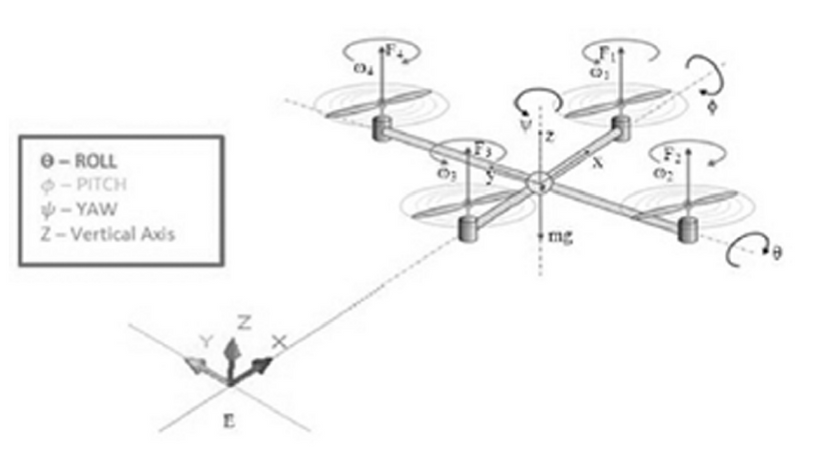 F₄
ω₄
F₁
ω₁
ϕ
ψ
z
F₃
ω₃
x
F₂
ω₂
mg
θ
Θ – ROLL
ϕ – PITCH
ψ – YAW
Z – Vertical Axis
Z
Y
X
E